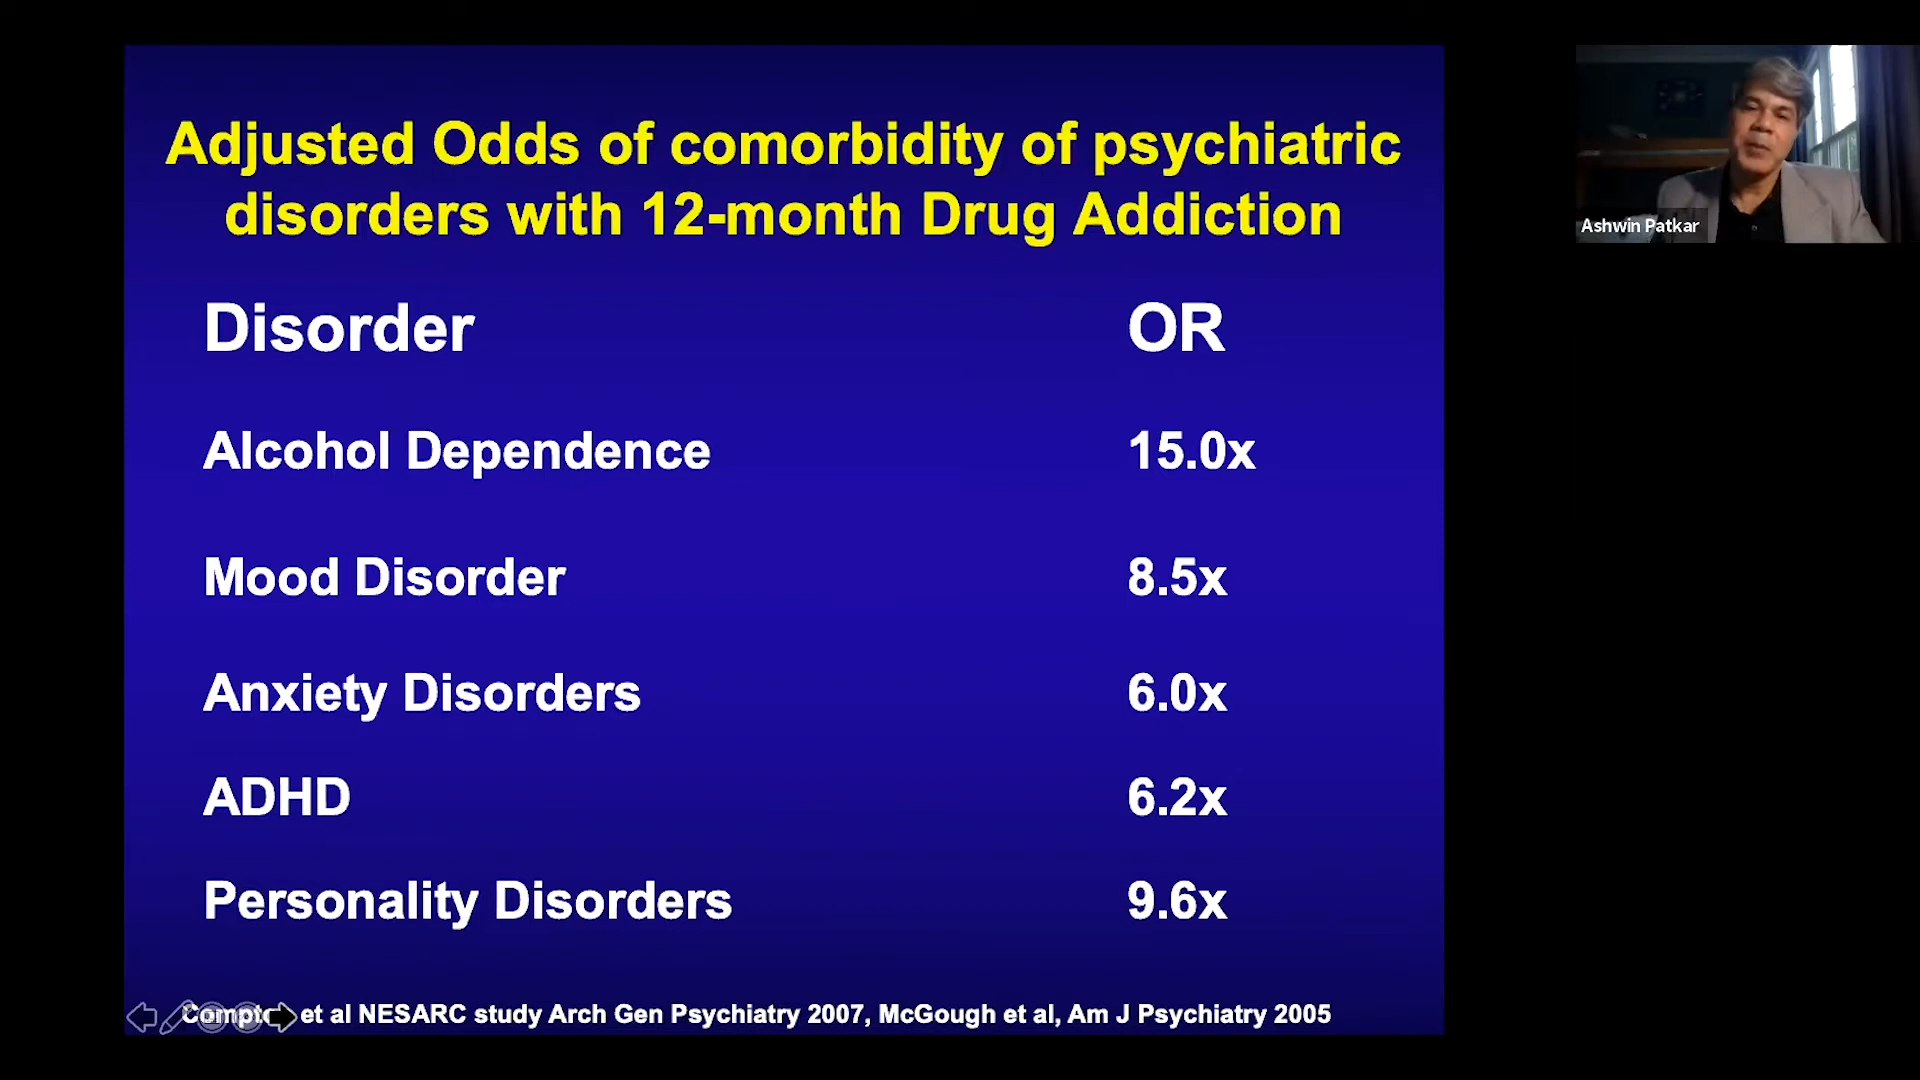 Adjusted Odds of comorbidity of psychiatric
disorders with 12-month Drug Addiction
Disorder OR
Alcohol Dependence 15.0x
Mood Disorder 8.5x
Anxiety Disorders 6.0x
ADHD 6.2x
Personality Disorders 9.6x
et al NESARC study Arch Gen Psychiatry 2007, McGough et al, Am J Psychiatry 2005
Ashwin Patkar